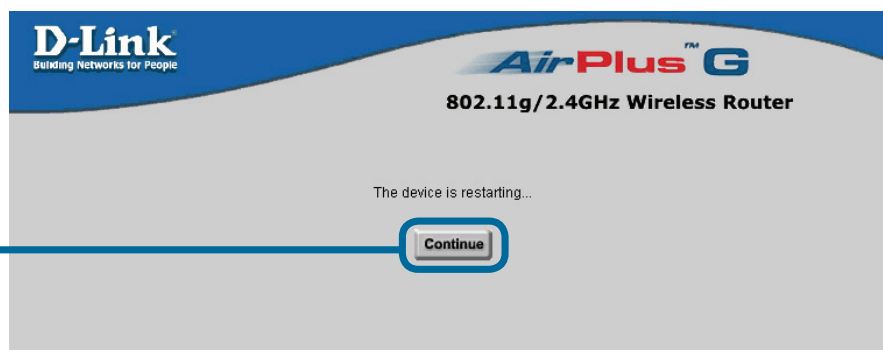 D-Link
Building Networks for People
AirPlus™ G
802.11g/2.4GHz Wireless Router
The device is restarting...
Continue